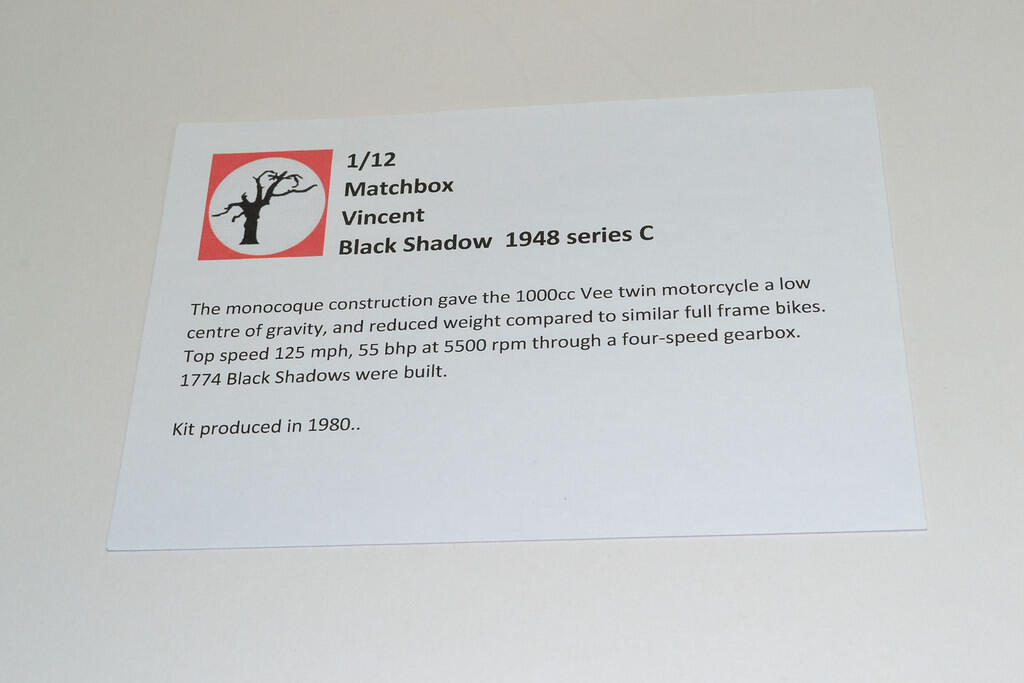 1/12
Matchbox
Vincent
Black Shadow  1948 series C
The monocoque construction gave the 1000cc Vee twin motorcycle a low
centre of gravity, and reduced weight compared to similar full frame bikes.
Top speed 125 mph, 55 bhp at 5500 rpm through a four-speed gearbox.
1774 Black Shadows were built.
Kit produced in 1980..